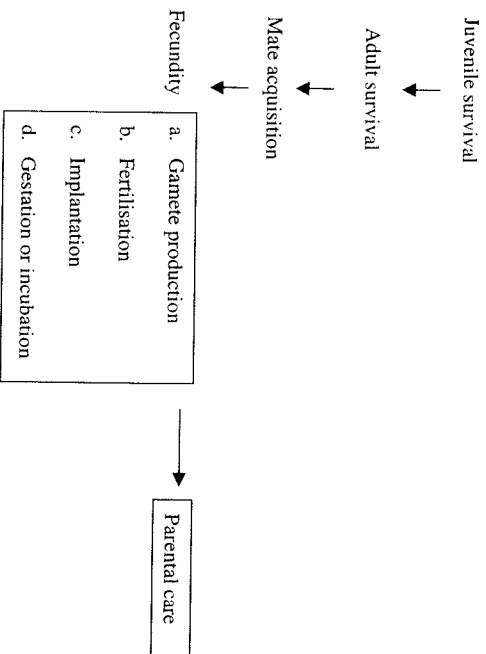 Juvenile survival
Adult survival
Mate acquisition
Fecundity
a. Gamete production
b. Fertilisation
c. Implantation
d. Gestation or incubation
Parental care